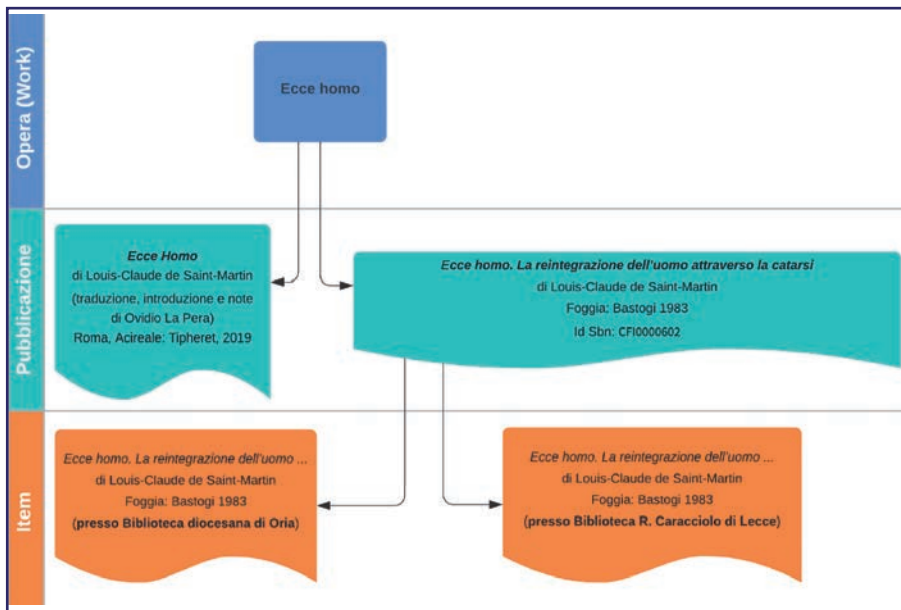 Opera (Work)
Ecce homo
Pubblicazione
Ecce Homo
di Louis-Claude de Saint-Martin
(traduzione, introduzione e note
di Ovidio La Pera)
Roma, Acireale: Tipheret, 2019
Ecce homo. La reintegrazione dell'uomo attraverso la catarsi
di Louis-Claude de Saint-Martin
Foggia: Bastogi 1983
Id Sbn: CFI0000602
Item
Ecce homo. La reintegrazione dell'uomo ...
di Louis-Claude de Saint-Martin
Foggia: Bastogi 1983
(presso Biblioteca diocesana di Oria)
Ecce homo. La reintegrazione dell'uomo ...
di Louis-Claude de Saint-Martin
Foggia: Bastogi 1983
(presso Biblioteca R. Caracciolo di Lecce)